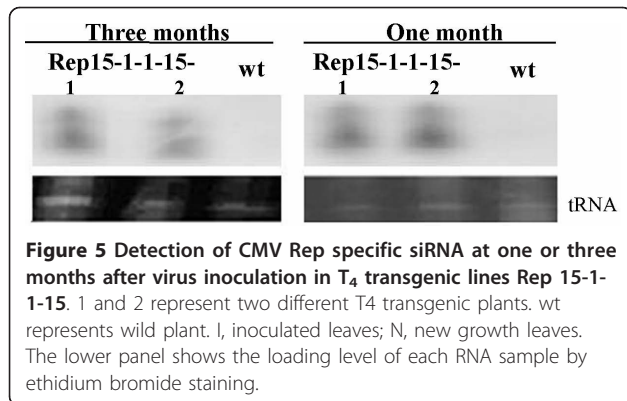 Three months One month
Rep15-1-1-15- wt Rep15-1-1-15- wt
1 2 1 2
tRNA
Figure 5 Detection of CMV Rep specific siRNA at one or three
months after virus inoculation in T4 transgenic lines Rep 15-1-
1-15. 1 and 2 represent two different T4 transgenic plants. wt
represents wild plant. I, inoculated leaves; N, new growth leaves.
The lower panel shows the loading level of each RNA sample by
ethidium bromide staining.